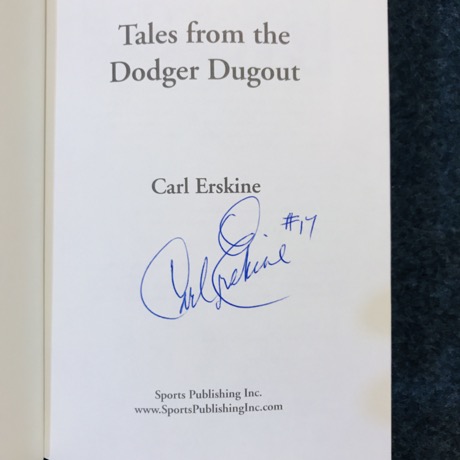 Tales from the
Dodger Dugout
Carl Erskine
#17
Carl Erskine
Sports Publishing Inc.
www.SportsPublishingInc.com